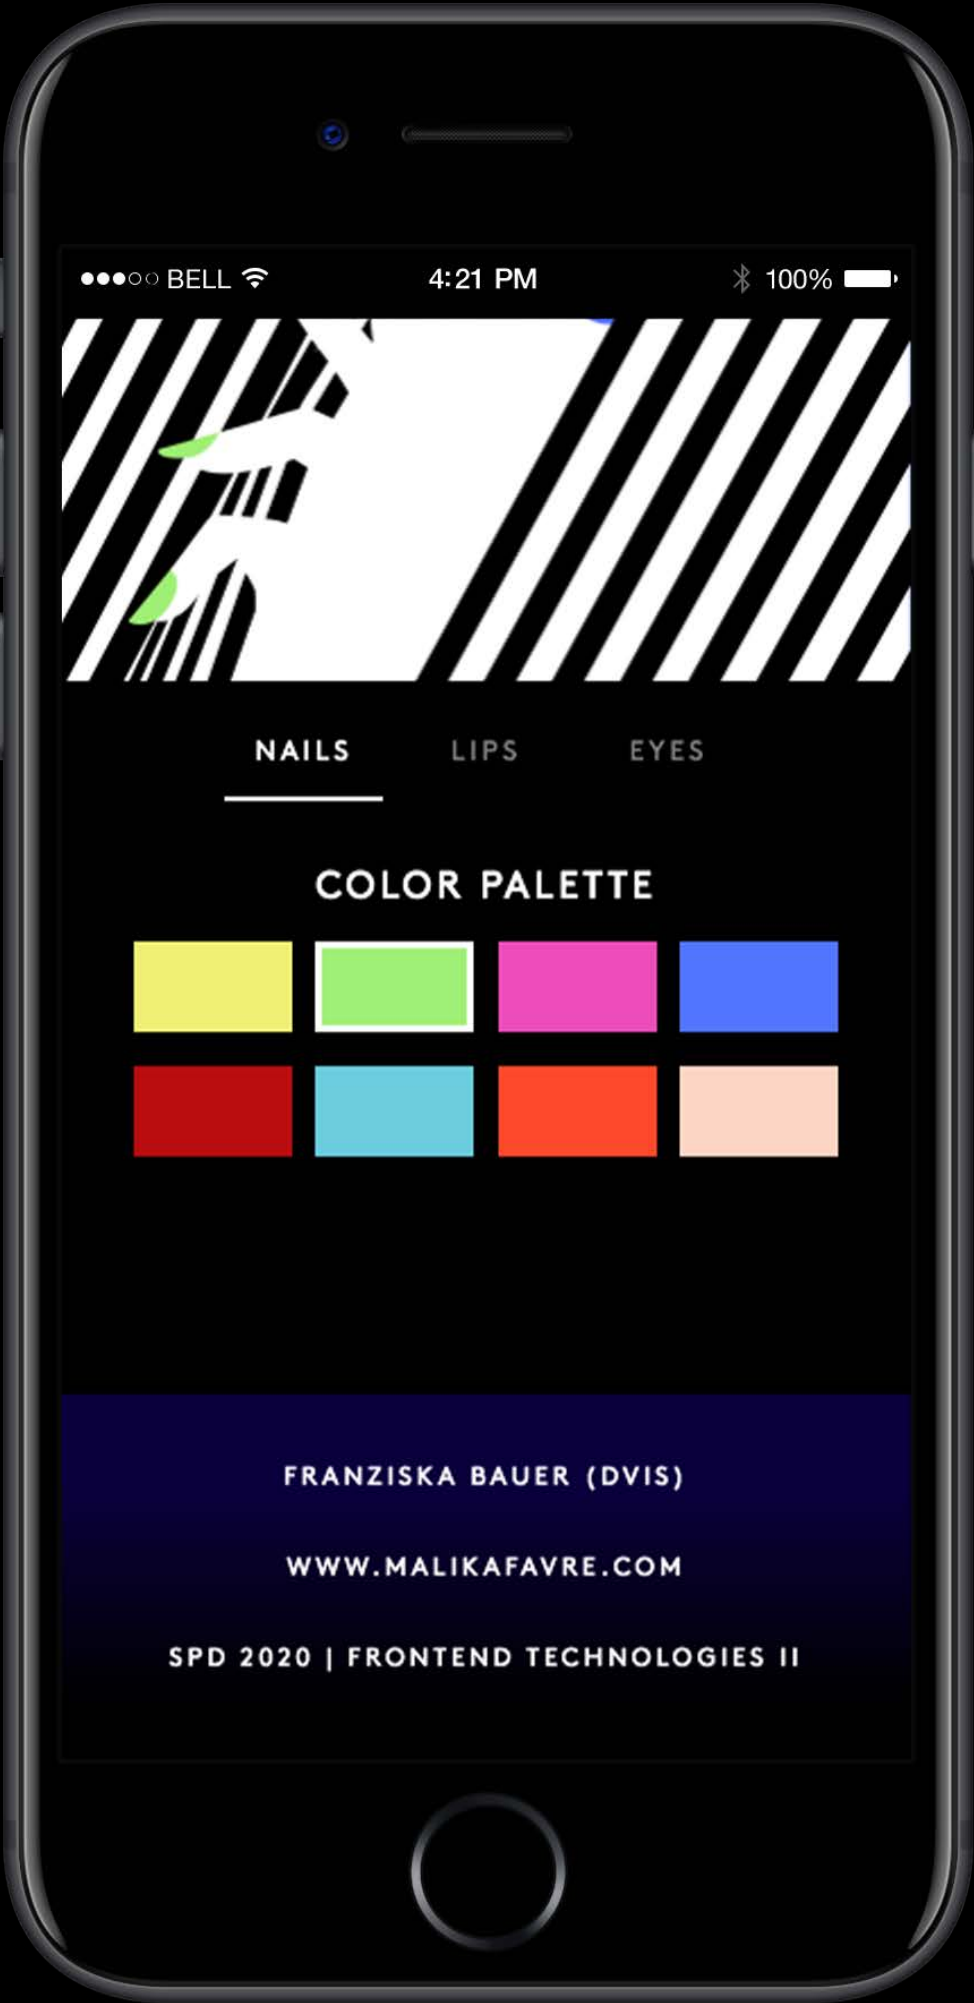 BELL 4:21 PM 100%
NAILS LIPS EYES
COLOR PALETTE
FRANZISKA BAUER (DVIS)
WWW.MALIKAFAVRE.COM
SPD 2020 | FRONTEND TECHNOLOGIES II